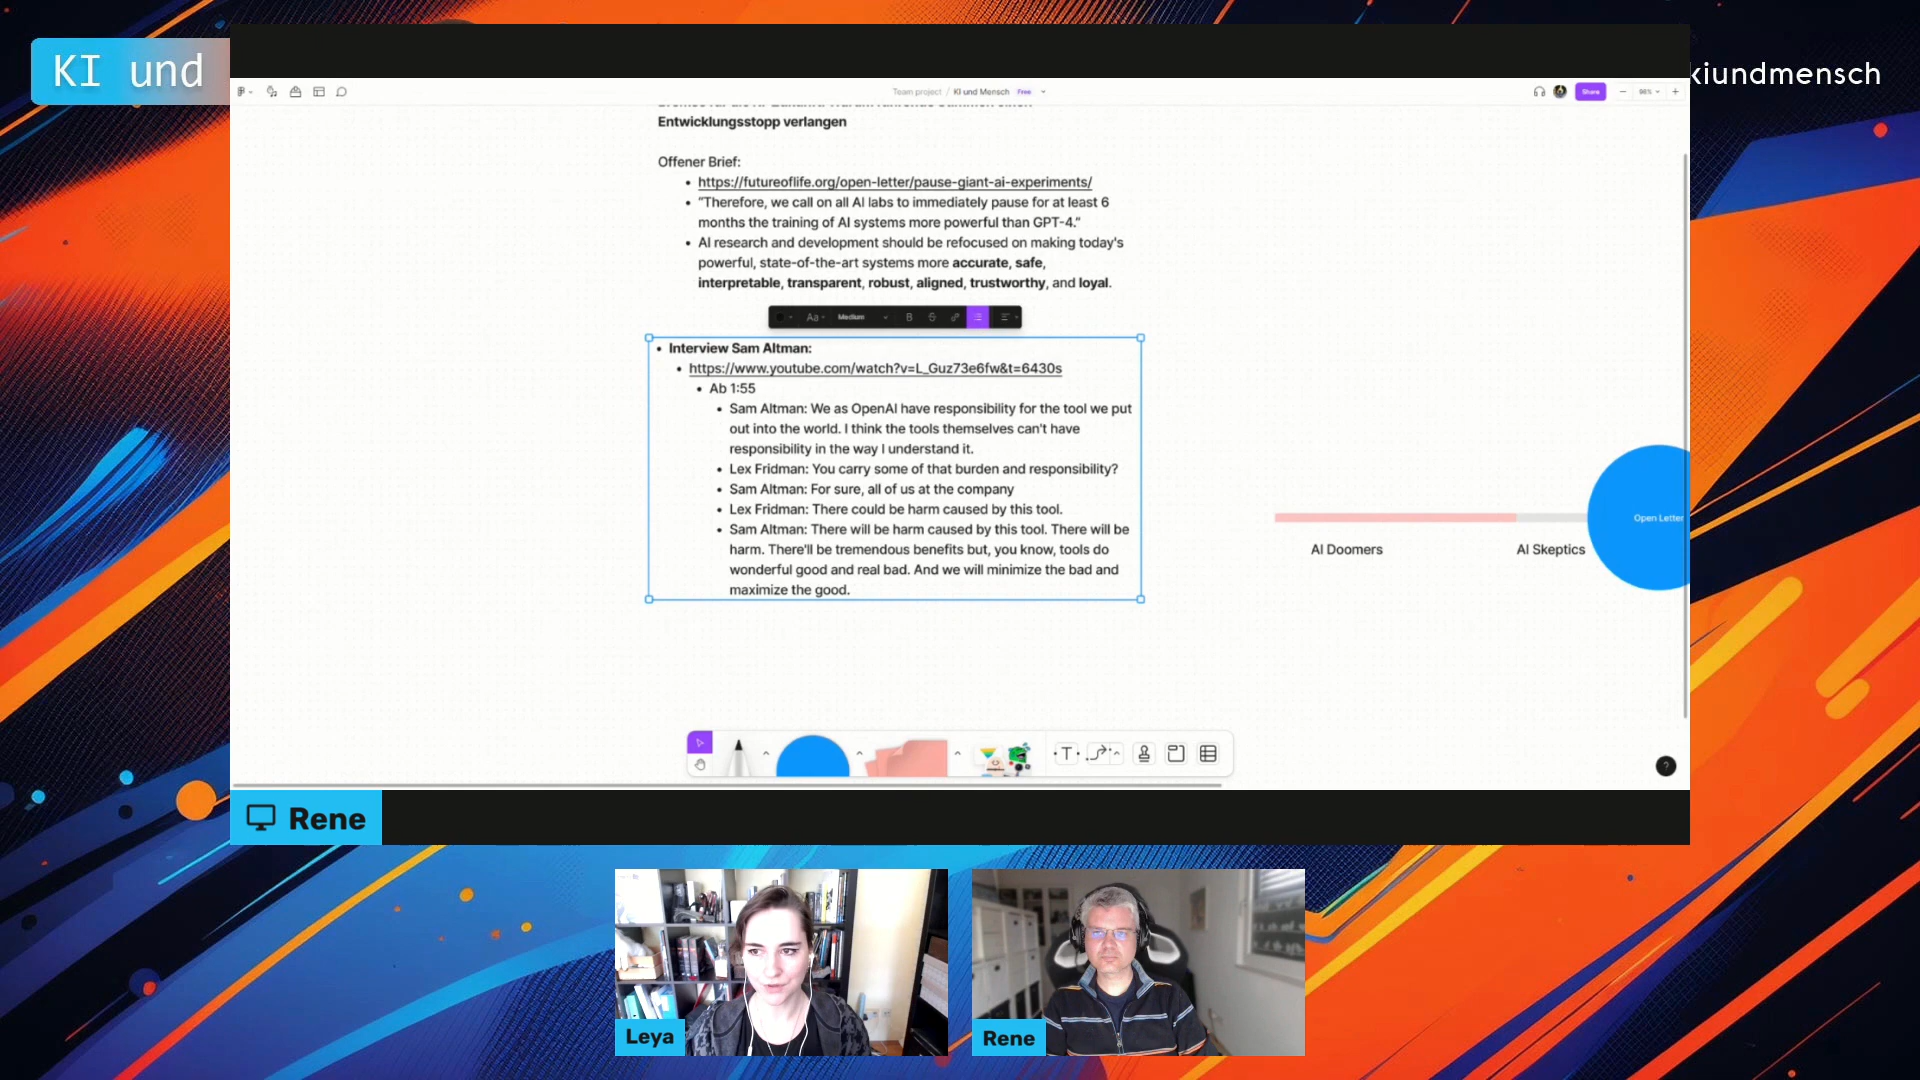 KI und
kiundmensch
Team project / KI und Mensch Free
Share
96%
Entwicklungsstopp verlangen
Offener Brief:
• https://futureoflife.org/open-letter/pause-giant-ai-experiments/
• "Therefore, we call on all AI labs to immediately pause for at least 6
months the training of AI systems more powerful than GPT-4."
• AI research and development should be refocused on making today's
powerful, state-of-the-art systems more accurate, safe,
interpretable, transparent, robust, aligned, trustworthy, and loyal.
Aa Medium B S
• Interview Sam Altman:
• https://www.youtube.com/watch?v=L_Guz73e6fw&t=6430s
• Ab 1:55
• Sam Altman: We as OpenAI have responsibility for the tool we put
out into the world. I think the tools themselves can't have
responsibility in the way I understand it.
• Lex Fridman: You carry some of that burden and responsibility?
• Sam Altman: For sure, all of us at the company
• Lex Fridman: There could be harm caused by this tool.
• Sam Altman: There will be harm caused by this tool. There will be
harm. There'll be tremendous benefits but, you know, tools do
wonderful good and real bad. And we will minimize the bad and
maximize the good.
Open Letter
AI Doomers
AI Skeptics
T
?
Rene
Leya
Rene